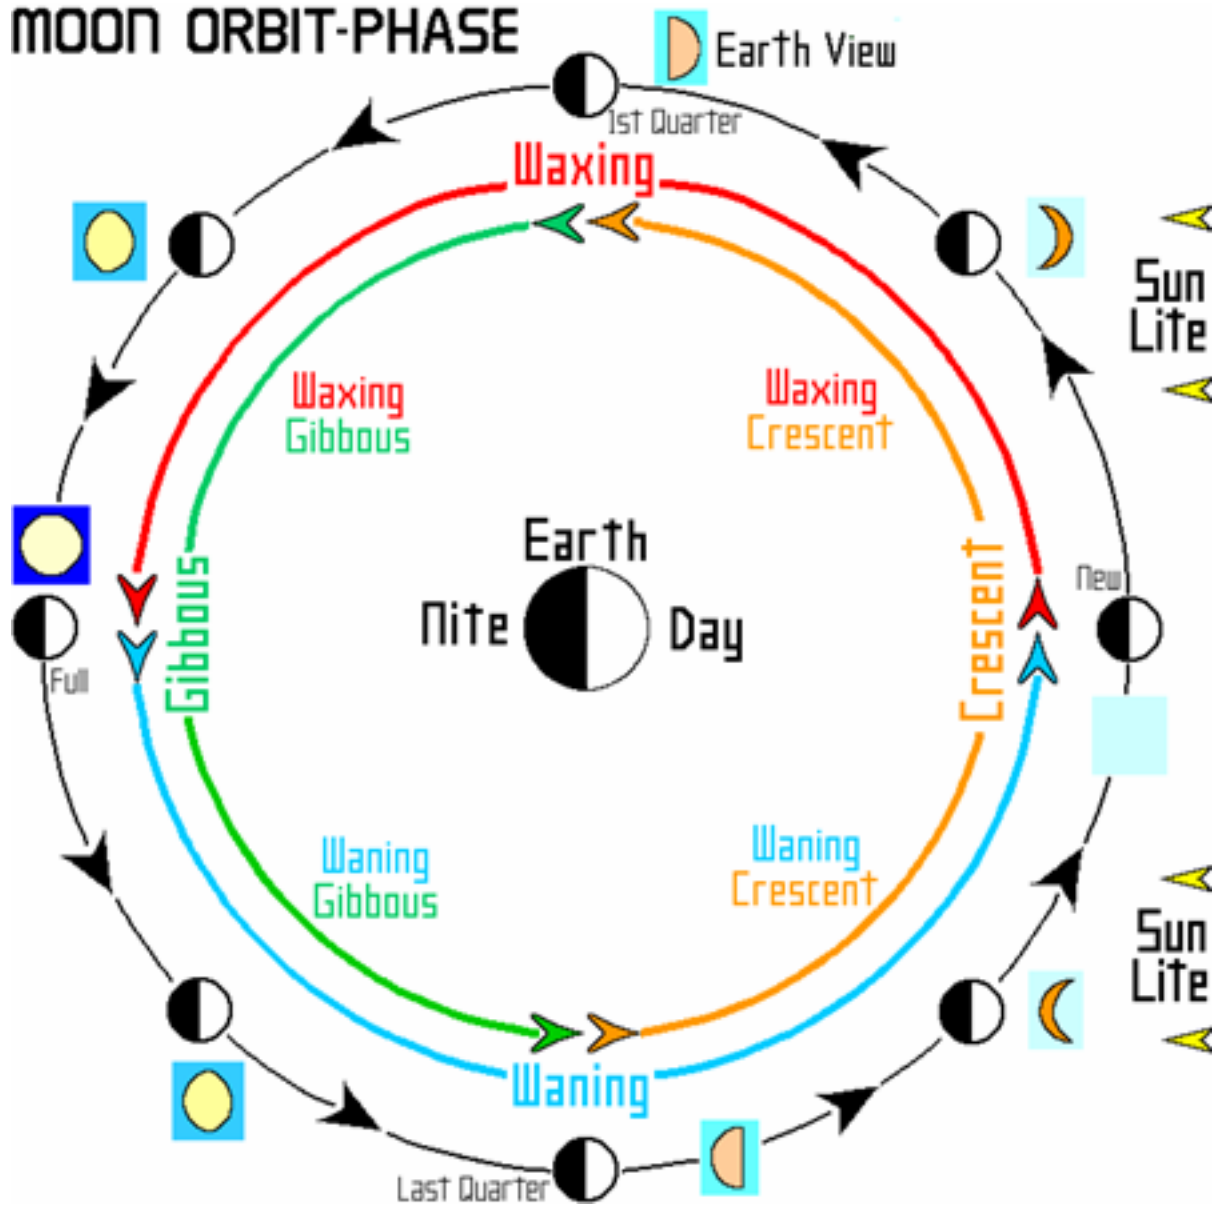 MOON ORBIT-PHASE
Earth View
1st Quarter
Waxing
Sun
Lite
Waxing
Gibbous
Waxing
Crescent
Earth
Nite
Day
Gibbous
Crescent
New
Full
Waning
Gibbous
Waning
Crescent
Sun
Lite
Waning
Last Quarter